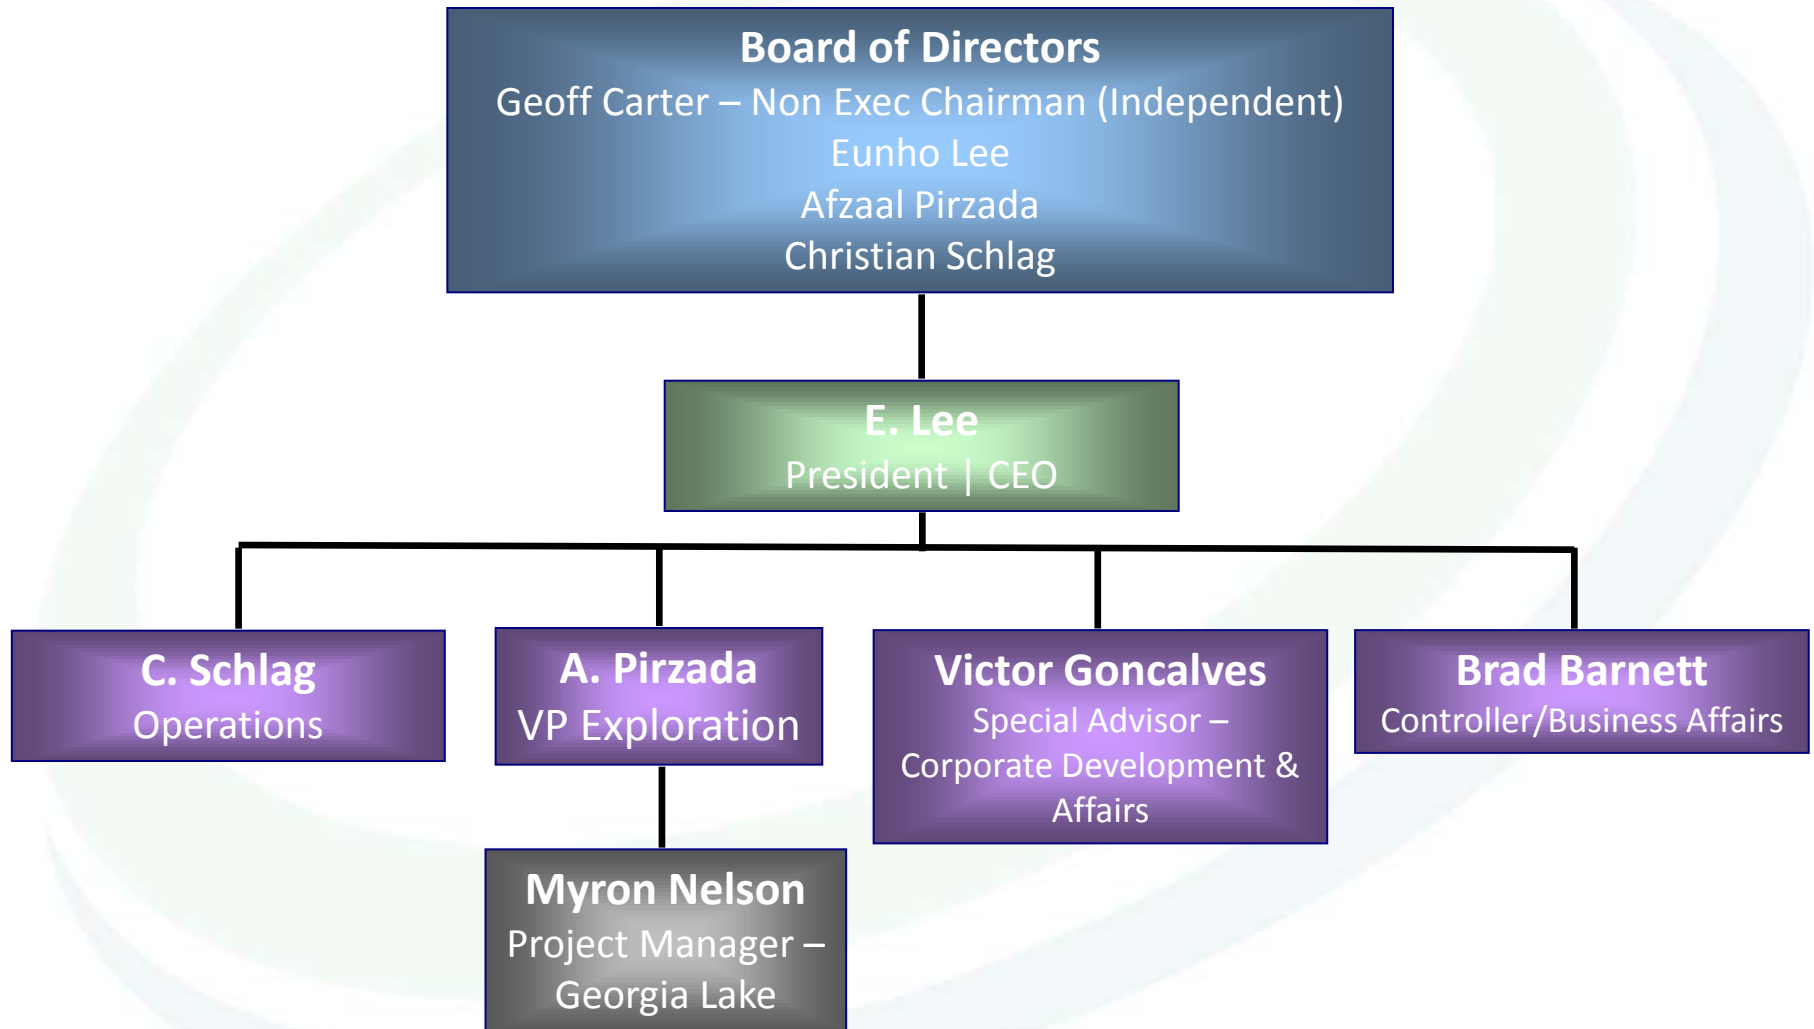 Board of Directors
Geoff Carter – Non Exec Chairman (Independent)
Eunho Lee
Afzaal Pirzada
Christian Schlag
E. Lee
President | CEO
C. Schlag
Operations
A. Pirzada
VP Exploration
Victor Goncalves
Special Advisor –
Corporate Development &
Affairs
Brad Barnett
Controller/Business Affairs
Myron Nelson
Project Manager –
Georgia Lake